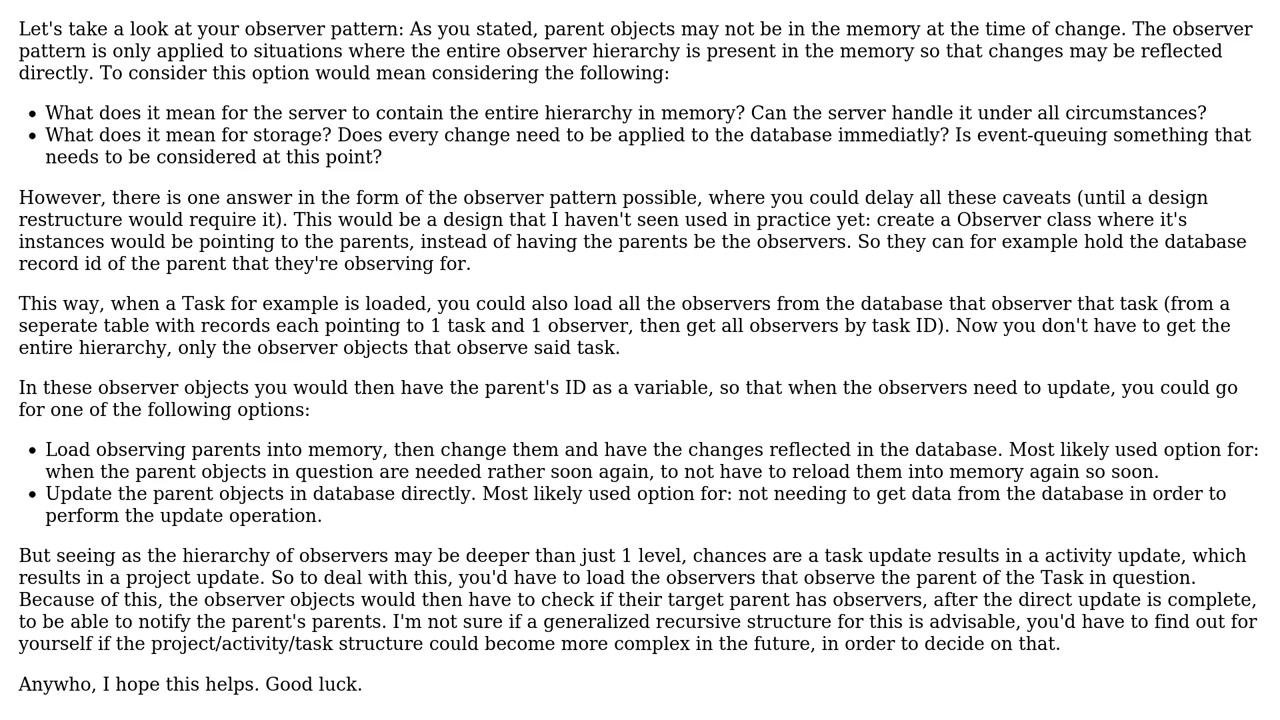 Let's take a look at your observer pattern: As you stated, parent objects may not be in the memory at the time of change. The observer
pattern is only applied to situations where the entire observer hierarchy is present in the memory so that changes may be reflected
directly. To consider this option would mean considering the following:
• What does it mean for the server to contain the entire hierarchy in memory? Can the server handle it under all circumstances?
• What does it mean for storage? Does every change need to be applied to the database immediatly? Is event-queuing something that
needs to be considered at this point?
However, there is one answer in the form of the observer pattern possible, where you could delay all these caveats (until a design
restructure would require it). This would be a design that I haven't seen used in practice yet: create a Observer class where it's
instances would be pointing to the parents, instead of having the parents be the observers. So they can for example hold the database
record id of the parent that they're observing for.
This way, when a Task for example is loaded, you could also load all the observers from the database that observer that task (from a
seperate table with records each pointing to 1 task and 1 observer, then get all observers by task ID). Now you don't have to get the
entire hierarchy, only the observer objects that observe said task.
In these observer objects you would then have the parent's ID as a variable, so that when the observers need to update, you could go
for one of the following options:
• Load observing parents into memory, then change them and have the changes reflected in the database. Most likely used option for:
when the parent objects in question are needed rather soon again, to not have to reload them into memory again so soon.
• Update the parent objects in database directly. Most likely used option for: not needing to get data from the database in order to
perform the update operation.
But seeing as the hierarchy of observers may be deeper than just 1 level, chances are a task update results in a activity update, which
results in a project update. So to deal with this, you'd have to load the observers that observe the parent of the Task in question.
Because of this, the observer objects would then have to check if their target parent has observers, after the direct update is complete,
to be able to notify the parent's parents. I'm not sure if a generalized recursive structure for this is advisable, you'd have to find out for
yourself if the project/activity/task structure could become more complex in the future, in order to decide on that.
Anywho, I hope this helps. Good luck.